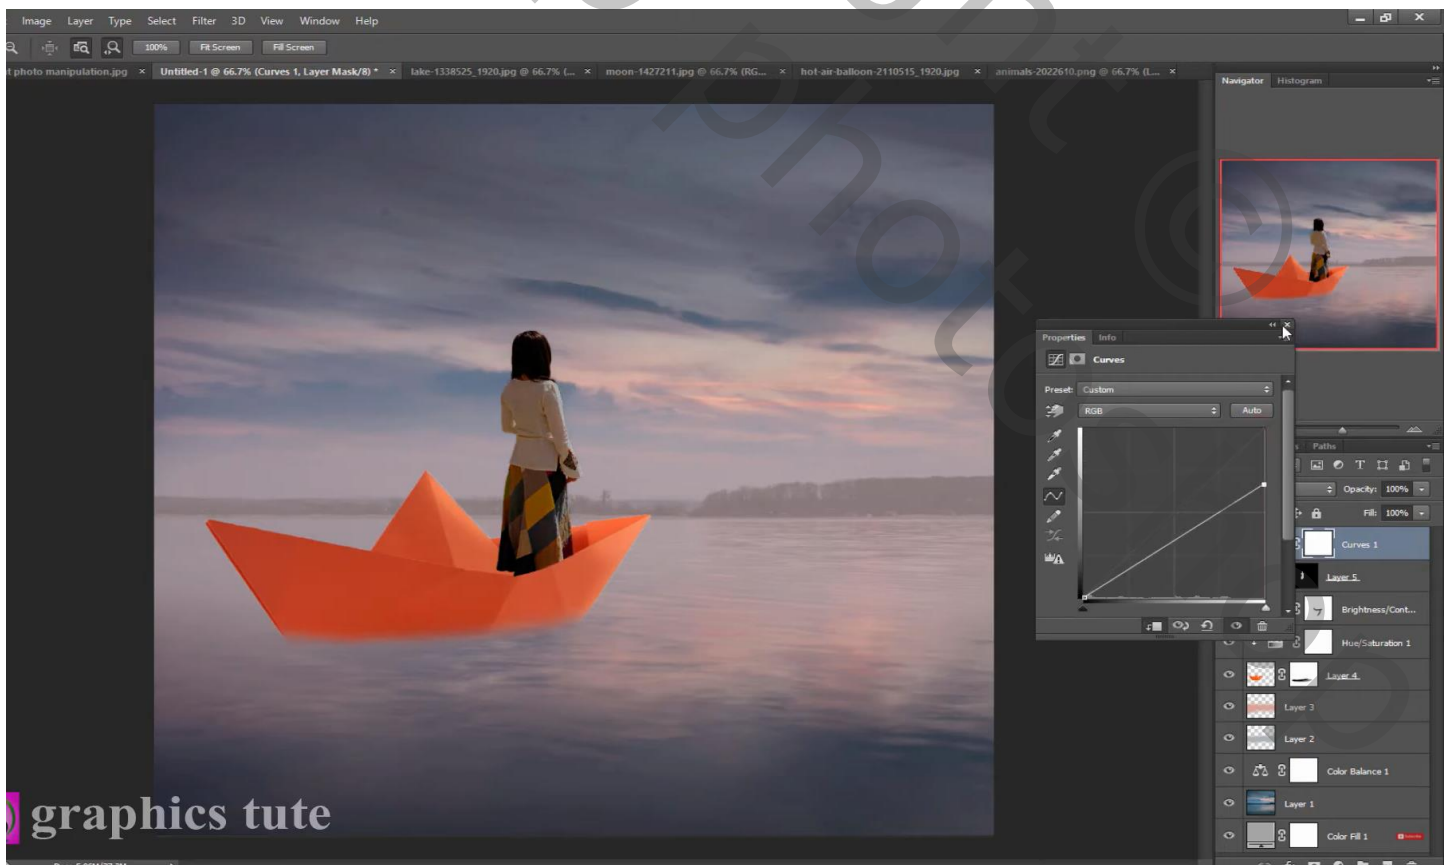 Image Layer Type Select Filter 3D View Window Help
100% Fit Screen Fill Screen
t photo manipulation.jpg × Untitled-1 @ 66.7% (Curves 1, Layer Mask/8) * × lake-1338525_1920.jpg @ 66.7% (... × moon-1427211.jpg @ 66.7% (RG... × hot-air-balloon-2110515_1920.jpg × animals-2022610.png @ 66.7% (L... ×
Navigator Histogram
Properties Info
Curves
Preset: Custom
RGB Auto
Paths
Opacity: 100%
Fill: 100%
Curves 1
Layer 5
Brightness/Cont...
Hue/Saturation 1
Layer 4
Layer 3
Layer 2
Color Balance 1
Layer 1
Color Fill 1
graphics tute